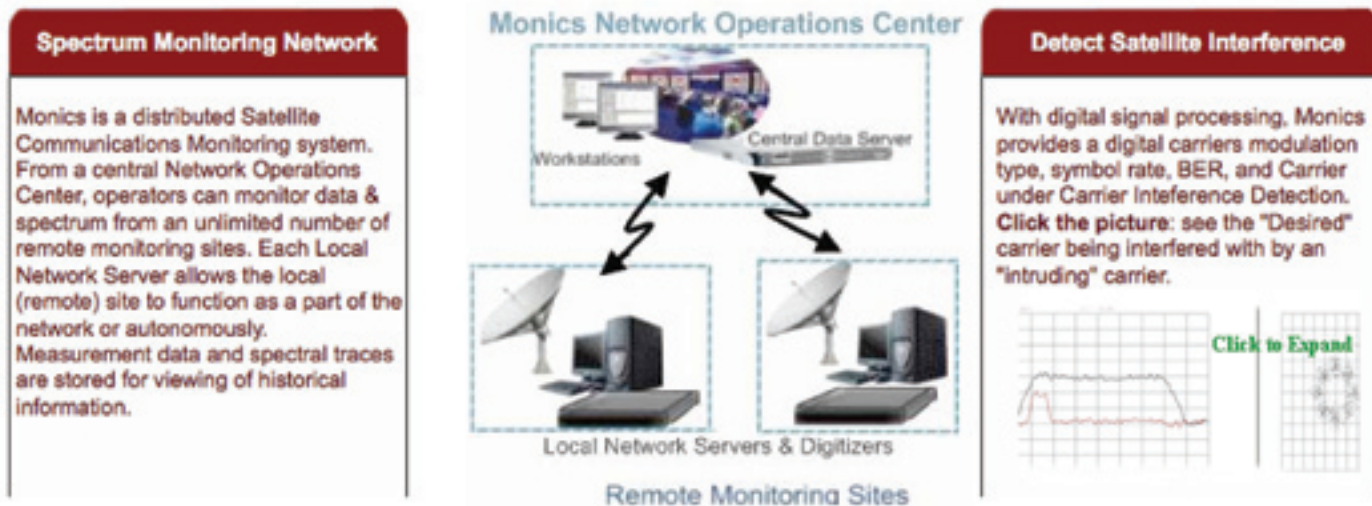 Spectrum Monitoring Network
Monics is a distributed Satellite
Communications Monitoring system.
From a central Network Operations
Center, operators can monitor data &
spectrum from an unlimited number of
remote monitoring sites. Each Local
Network Server allows the local
(remote) site to function as a part of the
network or autonomously.
Measurement data and spectral traces
are stored for viewing of historical
information.
Monics Network Operations Center
Workstations
Central Data Server
Local Network Servers & Digitizers
Remote Monitoring Sites
Detect Satellite Interference
With digital signal processing, Monics
provides a digital carriers modulation
type, symbol rate, BER, and Carrier
under Carrier Inteference Detection.
Click the picture: see the "Desired"
carrier being interfered with by an
"intruding" carrier.
Click to Expand